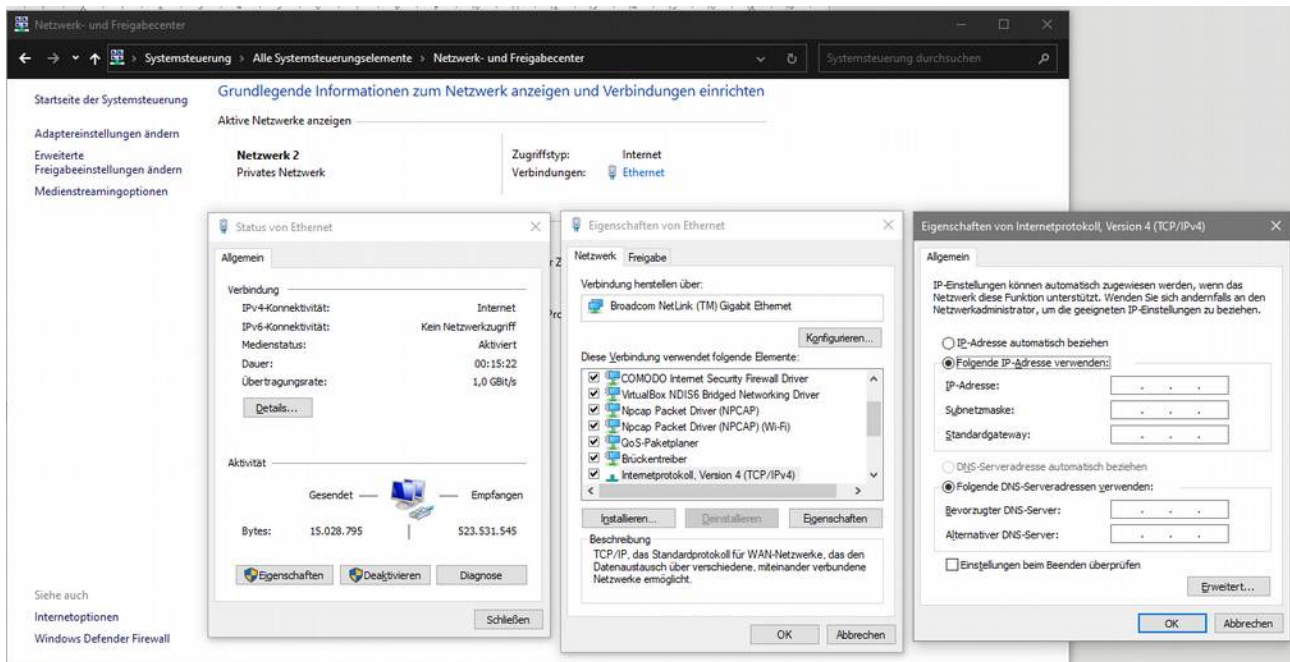 Netzwerk- und Freigabecenter
Systemsteuerung > Alle Systemsteuerungselemente > Netzwerk- und Freigabecenter
Systemsteuerung durchsuchen
Startseite der Systemsteuerung
Adaptereinstellungen ändern
Erweiterte
Freigabeeinstellungen ändern
Medienstreamingoptionen
Siehe auch
Internetoptionen
Windows Defender Firewall
Grundlegende Informationen zum Netzwerk anzeigen und Verbindungen einrichten
Aktive Netzwerke anzeigen
Netzwerk 2
Privates Netzwerk
Zugriffstyp: Internet
Verbindungen: Ethernet
Status von Ethernet
Allgemein
Verbindung
IPv4-Konnektivität: Internet
IPv6-Konnektivität: Kein Netzwerkzugriff
Medienstatus: Aktiviert
Dauer: 00:15:22
Übertragungsrate: 1,0 GBit/s
Details...
Aktivität
Gesendet — — Empfangen
Bytes: 15.028.795 523.531.545
Eigenschaften Deaktivieren Diagnose
Schließen
Eigenschaften von Ethernet
Netzwerk Freigabe
Verbindung herstellen über:
Broadcom NetLink (TM) Gigabit Ethernet
Konfigurieren...
Diese Verbindung verwendet folgende Elemente:
COMODO Internet Security Firewall Driver
VirtualBox NDIS6 Bridged Networking Driver
Npcap Packet Driver (NPCAP)
Npcap Packet Driver (NPCAP) (Wi-Fi)
QoS-Paketplaner
Brückentreiber
Internetprotokoll, Version 4 (TCP/IPv4)
Installieren... Deinstallieren Eigenschaften
Beschreibung
TCP/IP, das Standardprotokoll für WAN-Netzwerke, das den
Datenaustausch über verschiedene, miteinander verbundene
Netzwerke ermöglicht.
OK Abbrechen
Eigenschaften von Internetprotokoll, Version 4 (TCP/IPv4)
Allgemein
IP-Einstellungen können automatisch zugewiesen werden, wenn das
Netzwerk diese Funktion unterstützt. Wenden Sie sich andernfalls an den
Netzwerkadministrator, um die geeigneten IP-Einstellungen zu beziehen.
IP-Adresse automatisch beziehen
Folgende IP-Adresse verwenden:
IP-Adresse:
Subnetzmaske:
Standardgateway:
DNS-Serveradresse automatisch beziehen
Folgende DNS-Serveradressen verwenden:
Bevorzugter DNS-Server:
Alternativer DNS-Server:
Einstellungen beim Beenden überprüfen
Erweitert...
OK Abbrechen